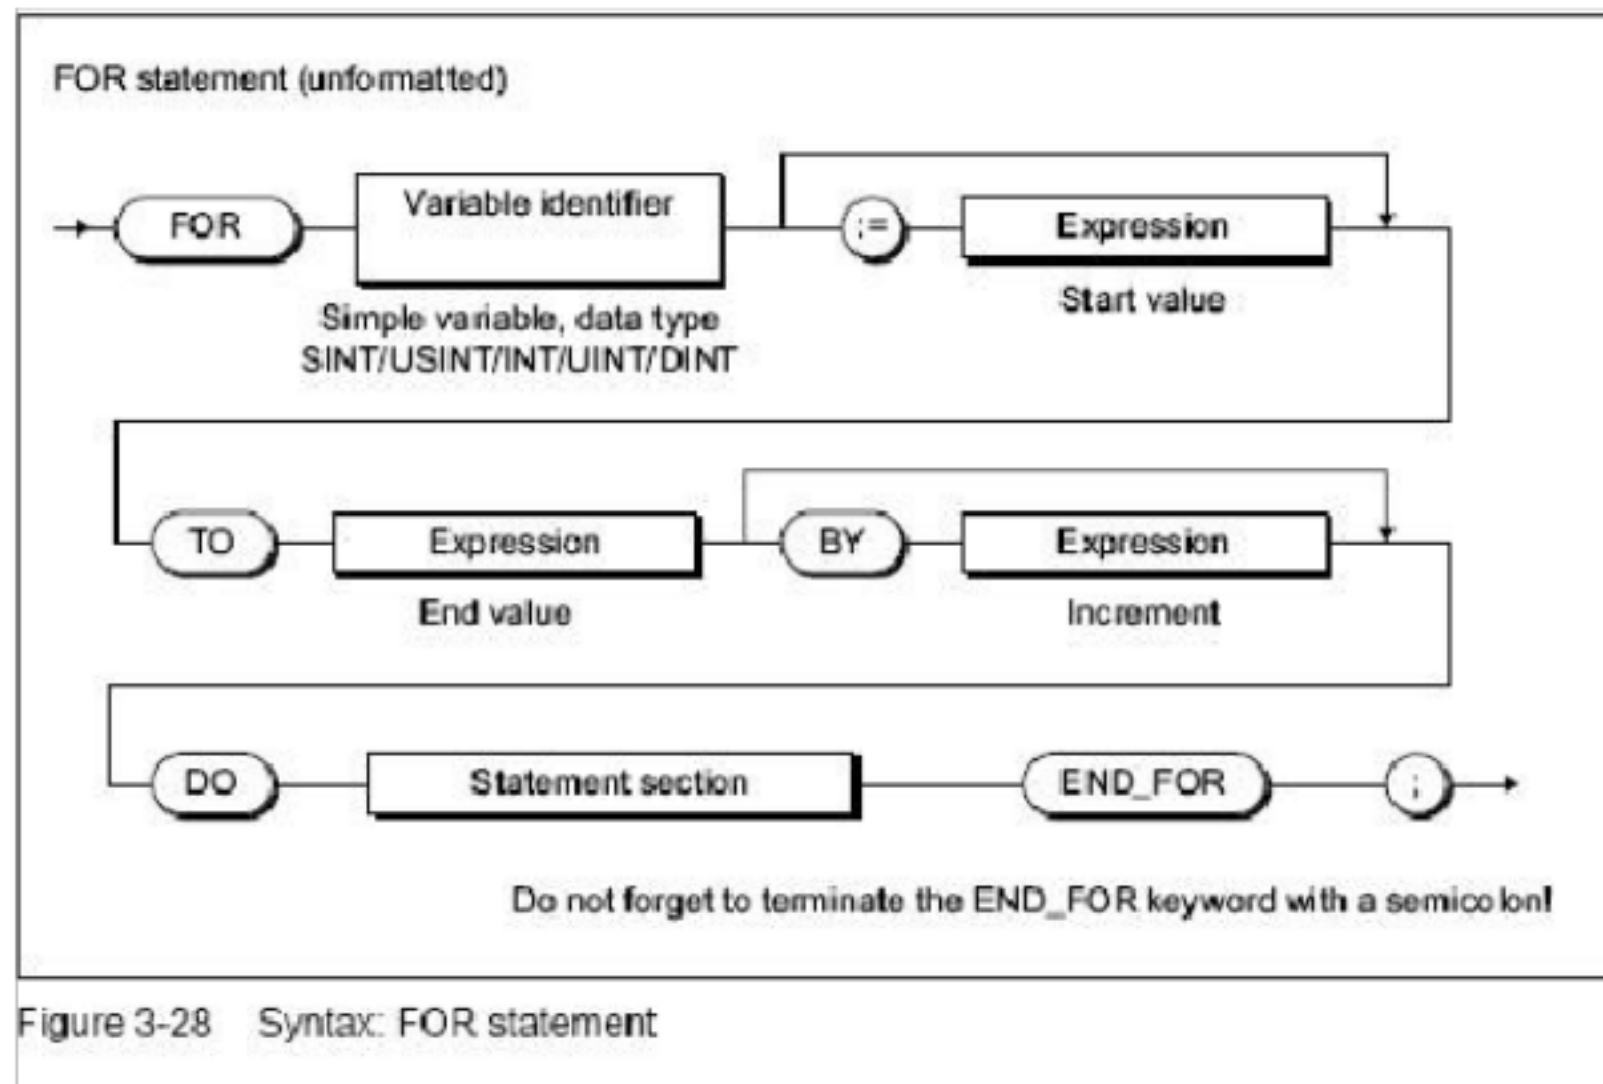 FOR statement (unformatted)
FOR
Variable identifier
:=
Expression
Simple variable, data type
SINT/USINT/INT/UINT/DINT
Start value
TO
Expression
BY
Expression
End value
Increment
DO
Statement section
END_FOR
;
Do not forget to terminate the END_FOR keyword with a semicolon!
Figure 3-28 Syntax: FOR statement